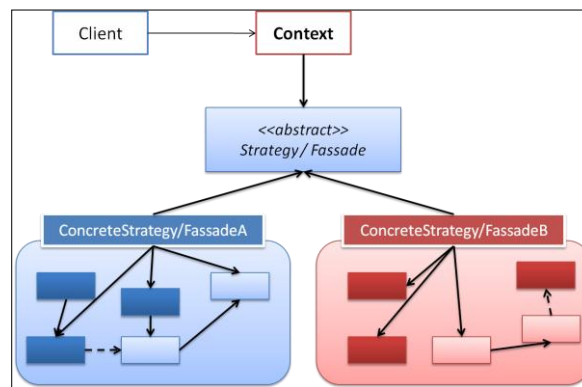 Client
Context
<<abstract>>
Strategy/ Fassade
ConcreteStrategy/FassadeA
ConcreteStrategy/FassadeB